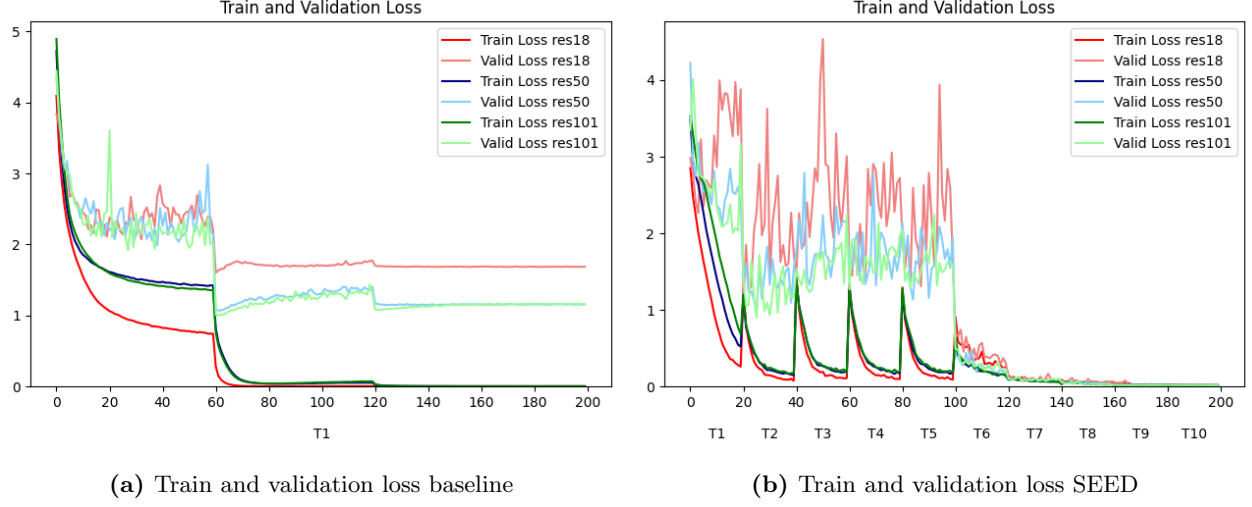 Train and Validation Loss
5
4
3
2
1
0
Train Loss res18
Valid Loss res18
Train Loss res50
Valid Loss res50
Train Loss res101
Valid Loss res101
0 20 40 60 80 100 120 140 160 180 200
T1
(a) Train and validation loss baseline
Train and Validation Loss
4
3
2
1
0
Train Loss res18
Valid Loss res18
Train Loss res50
Valid Loss res50
Train Loss res101
Valid Loss res101
0 20 40 60 80 100 120 140 160 180 200
T1 T2 T3 T4 T5 T6 T7 T8 T9 T10
(b) Train and validation loss SEED